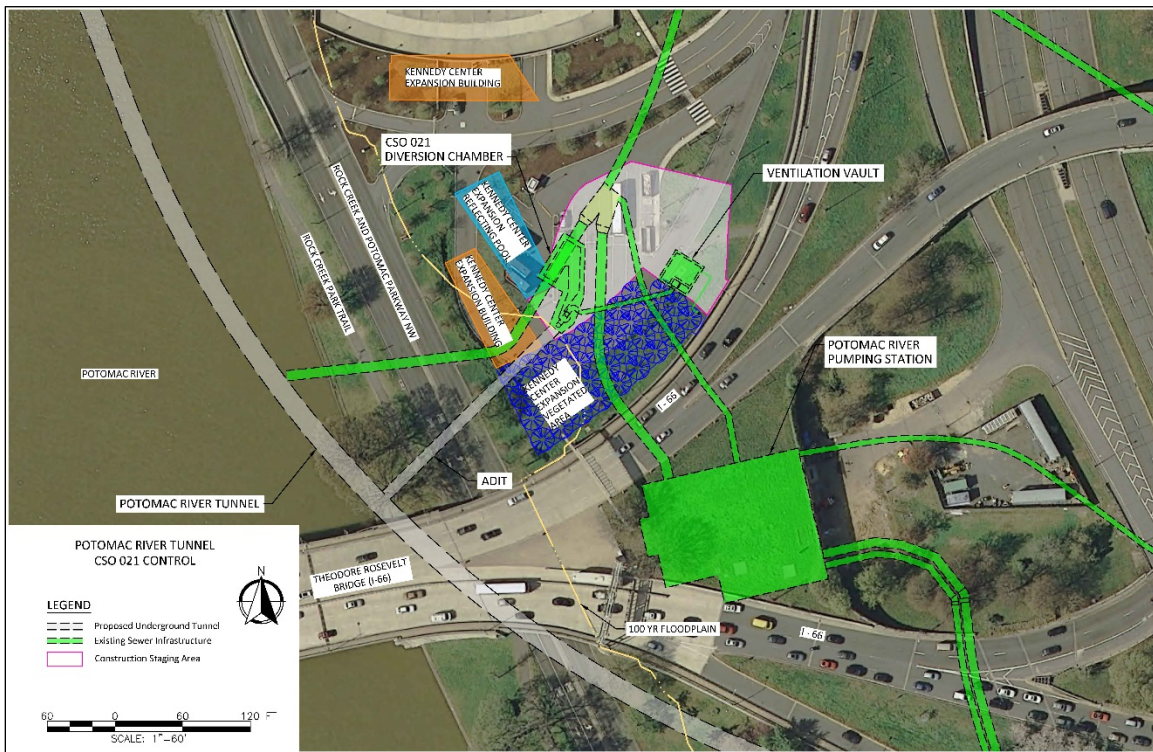 KENNEDY CENTER
EXPANSION BUILDING
CSO 021
DIVERSION CHAMBER
VENTILATION VAULT
KENNEDY CENTER
EXPANSION
REFLECTING POOL
ROCK CREEK AND POTOMAC PARKWAY NW
ROCK CREEK PARK TRAIL
KENNEDY CENTER
EXPANSION BUILDING
POTOMAC RIVER
PUMPING STATION
POTOMAC RIVER
KENNEDY
CENTER
EXPANSION
VEGETATED
AREA
I - 66
ADIT
POTOMAC RIVER TUNNEL
POTOMAC RIVER TUNNEL
CSO 021 CONTROL
N
THEODORE ROSEVELT
BRIDGE (I-66)
LEGEND
Proposed Underground Tunnel
Existing Sewer Infrastructure
Construction Staging Area
100 YR FLOODPLAIN
I - 66
60 0 60 120 F
SCALE: 1"-60'